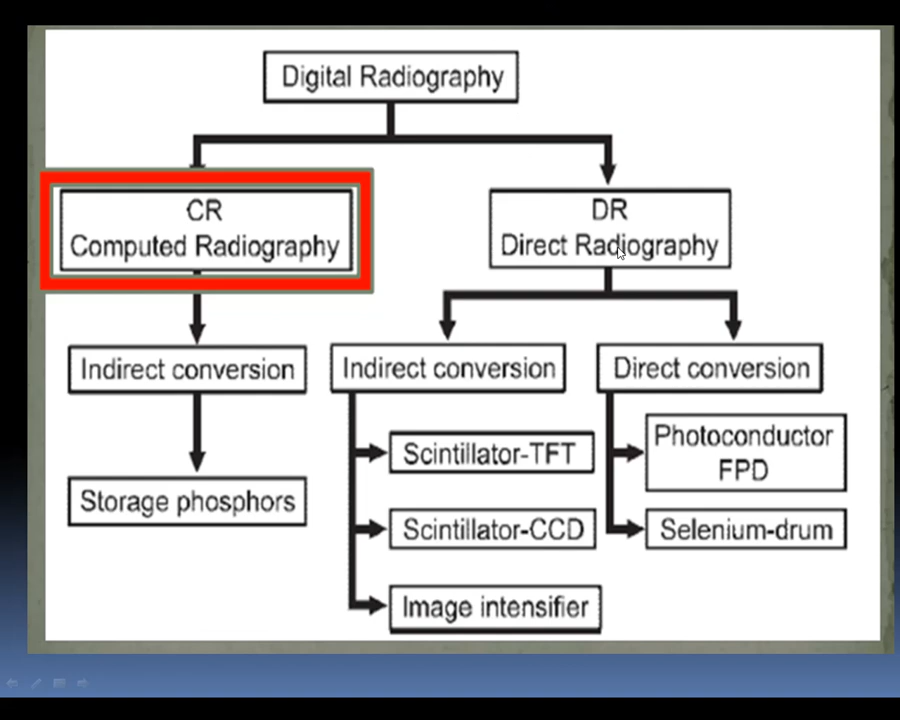 Digital Radiography
CR
Computed Radiography
DR
Direct Radiography
Indirect conversion
Indirect conversion
Direct conversion
Storage phosphors
Scintillator-TFT
Scintillator-CCD
Image intensifier
Photoconductor
FPD
Selenium-drum